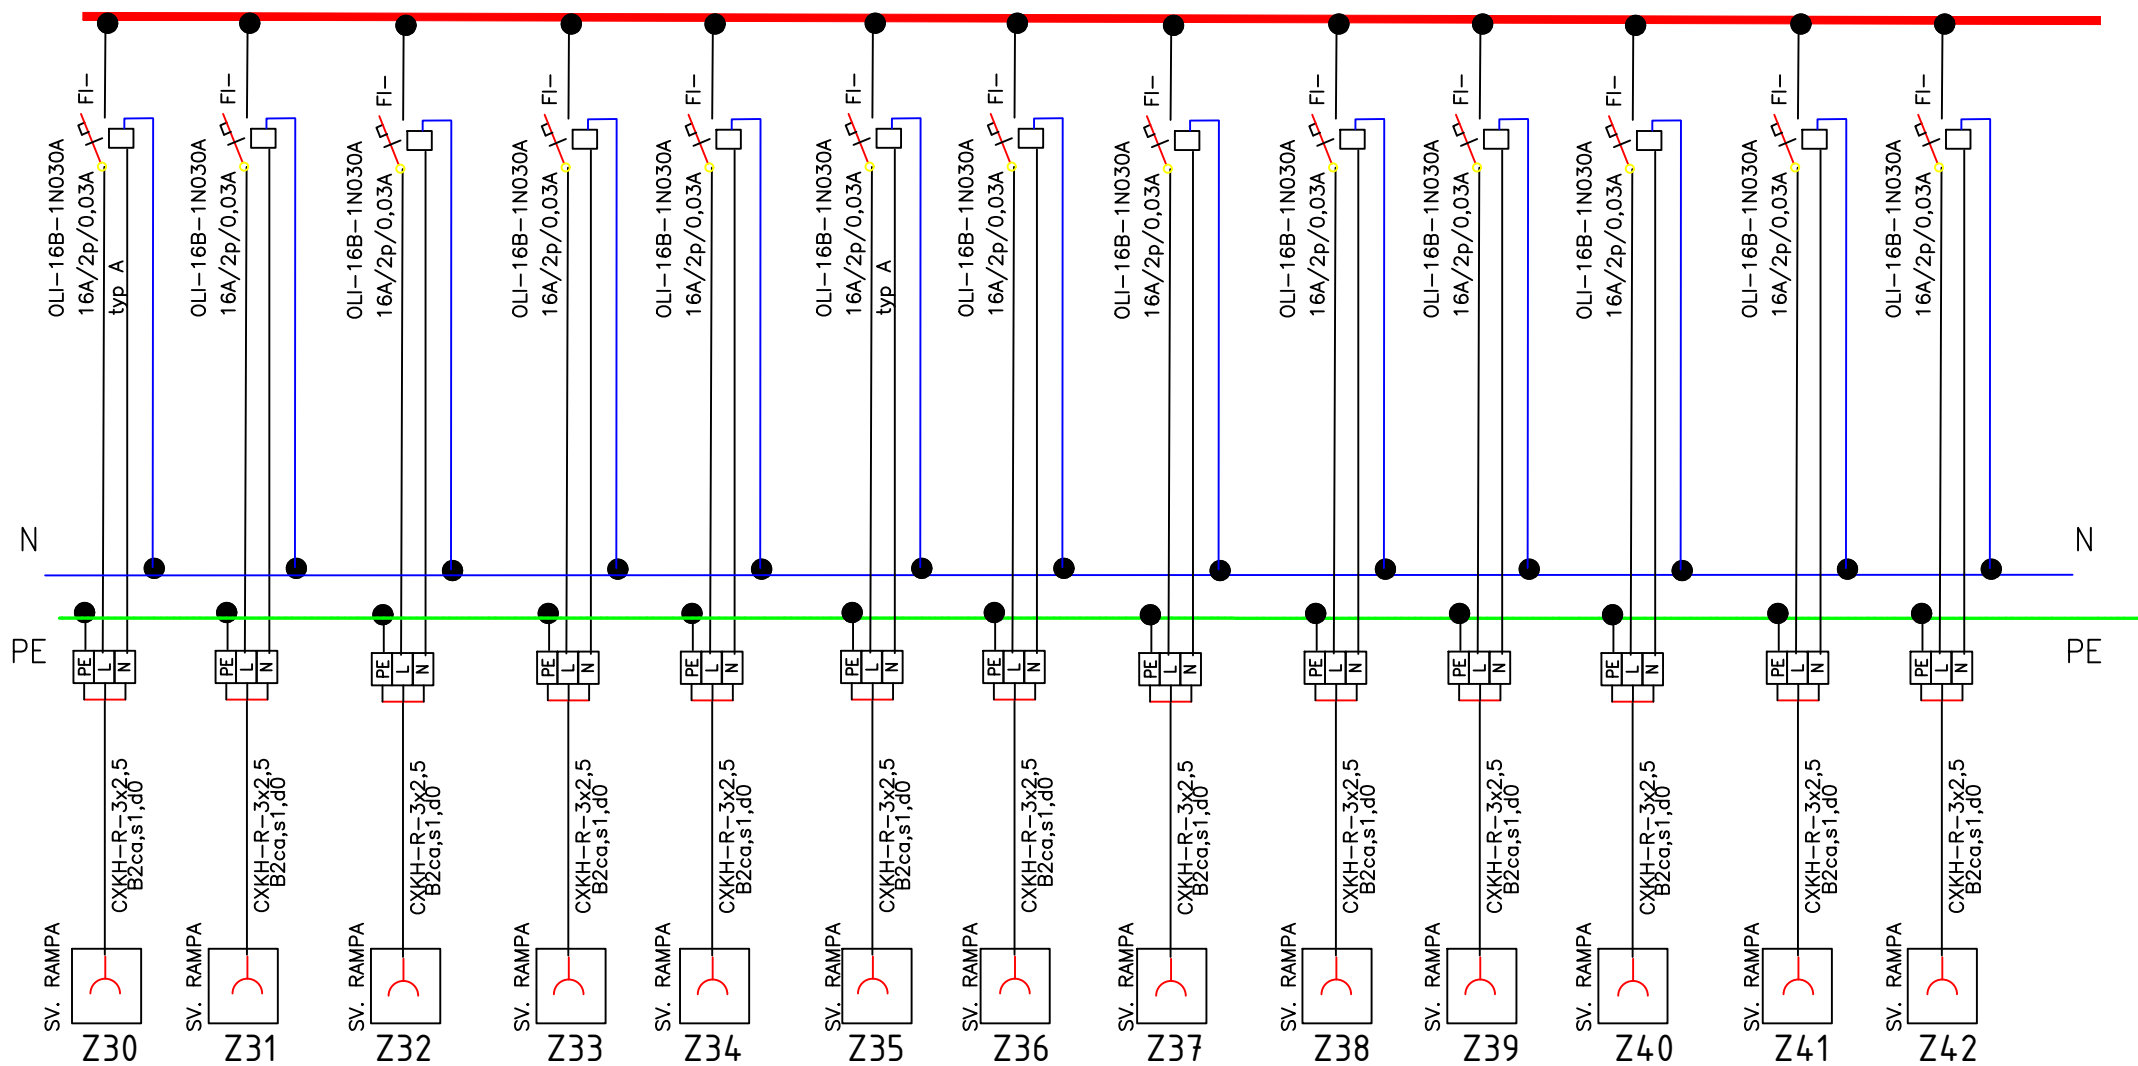 FI-
OLI-16B-1N030A
16A/2p/0,03A
typ A
FI-
OLI-16B-1N030A
16A/2p/0,03A
FI-
OLI-16B-1N030A
16A/2p/0,03A
FI-
OLI-16B-1N030A
16A/2p/0,03A
FI-
OLI-16B-1N030A
16A/2p/0,03A
FI-
OLI-16B-1N030A
16A/2p/0,03A
typ A
FI-
OLI-16B-1N030A
16A/2p/0,03A
FI-
OLI-16B-1N030A
16A/2p/0,03A
FI-
OLI-16B-1N030A
16A/2p/0,03A
FI-
OLI-16B-1N030A
16A/2p/0,03A
FI-
OLI-16B-1N030A
16A/2p/0,03A
FI-
OLI-16B-1N030A
16A/2p/0,03A
FI-
OLI-16B-1N030A
16A/2p/0,03A
N
N
PE
PE
PE L N
PE L N
PE L N
PE L N
PE L N
PE L N
PE L N
PE L N
PE L N
PE L N
PE L N
PE L N
PE L N
CXKH-R-3x2,5
B2ca,s1,d0
CXKH-R-3x2,5
B2ca,s1,d0
CXKH-R-3x2,5
B2ca,s1,d0
CXKH-R-3x2,5
B2ca,s1,d0
CXKH-R-3x2,5
B2ca,s1,d0
CXKH-R-3x2,5
B2ca,s1,d0
CXKH-R-3x2,5
B2ca,s1,d0
CXKH-R-3x2,5
B2ca,s1,d0
CXKH-R-3x2,5
B2ca,s1,d0
CXKH-R-3x2,5
B2ca,s1,d0
CXKH-R-3x2,5
B2ca,s1,d0
CXKH-R-3x2,5
B2ca,s1,d0
CXKH-R-3x2,5
B2ca,s1,d0
SV. RAMPA
SV. RAMPA
SV. RAMPA
SV. RAMPA
SV. RAMPA
SV. RAMPA
SV. RAMPA
SV. RAMPA
SV. RAMPA
SV. RAMPA
SV. RAMPA
SV. RAMPA
SV. RAMPA
Z30
Z31
Z32
Z33
Z34
Z35
Z36
Z37
Z38
Z39
Z40
Z41
Z42